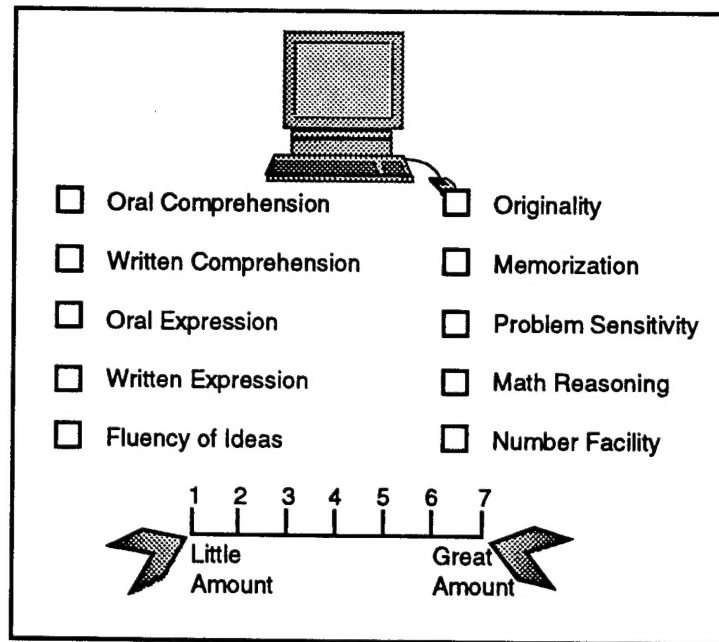 Oral Comprehension
Written Comprehension
Oral Expression
Written Expression
Fluency of Ideas
Originality
Memorization
Problem Sensitivity
Math Reasoning
Number Facility
1 2 3 4 5 6 7
Little
Amount
Great
Amount